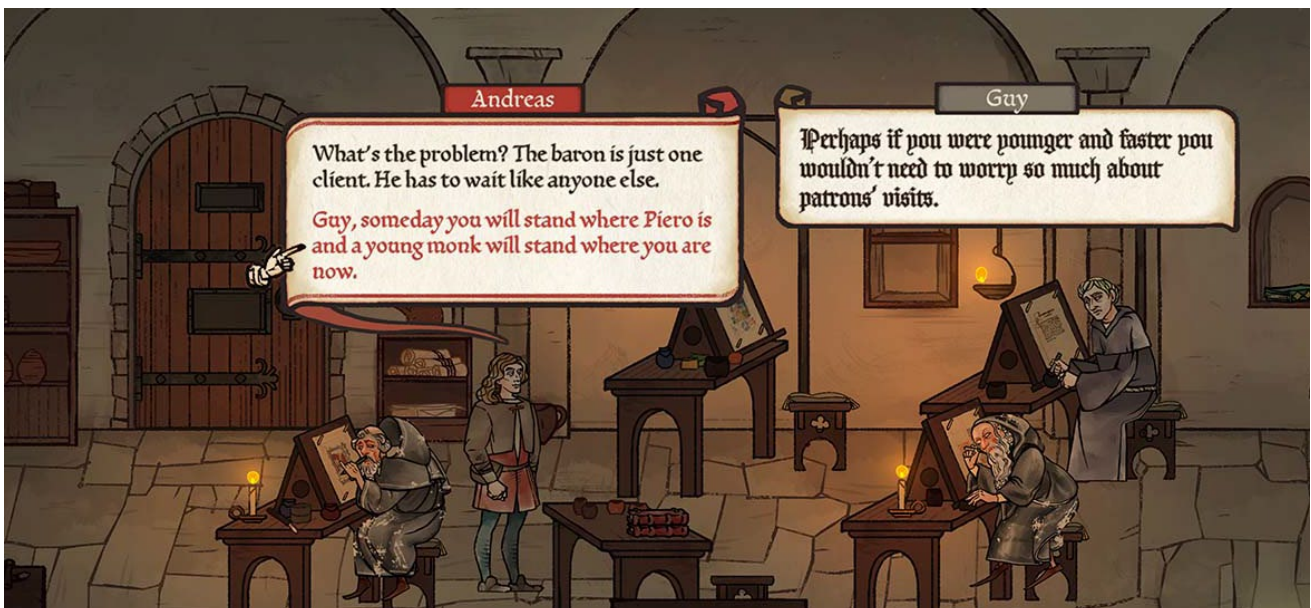 Andreas
What's the problem? The baron is just one
client. He has to wait like anyone else.
Guy, someday you will stand where Piero is
and a young monk will stand where you are
now.
Guy
Perhaps if you were younger and faster you
wouldn't need to worry so much about
patrons' visits.